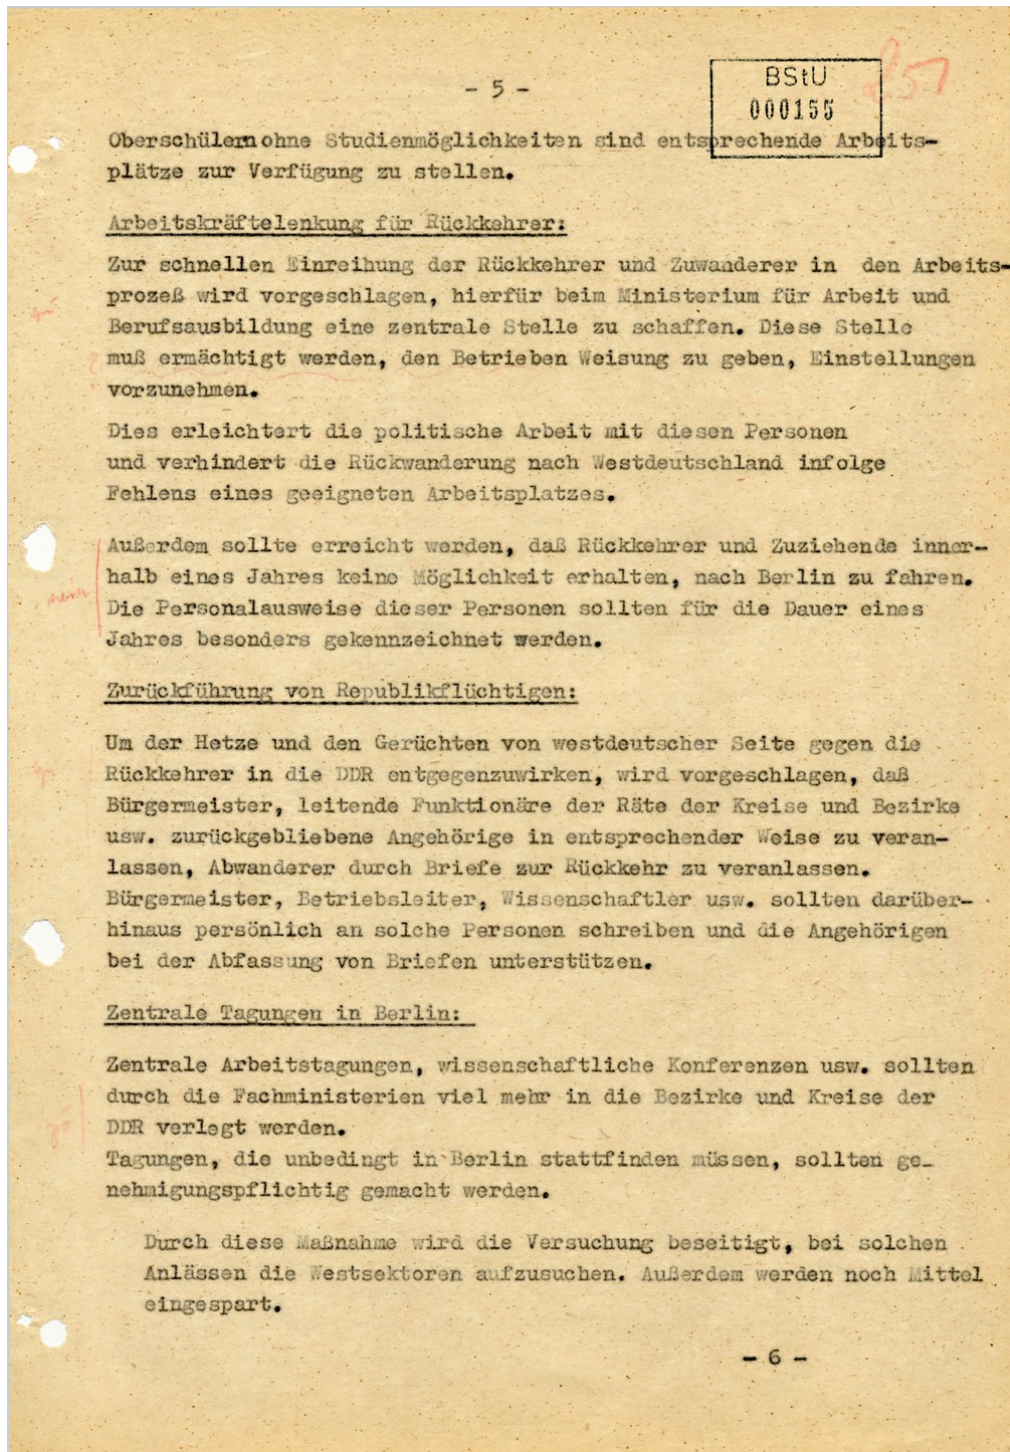 - 5 -
BStU
000155
251
Oberschülern ohne Studienmöglichkeiten sind entsprechende Arbeits-
plätze zur Verfügung zu stellen.
Arbeitskräftelenkung für Rückkehrer:
Zur schnellen Einreihung der Rückkehrer und Zuwanderer in den Arbeits-
prozeß wird vorgeschlagen, hierfür beim Ministerium für Arbeit und
Berufsausbildung eine zentrale Stelle zu schaffen. Diese Stelle
muß ermächtigt werden, den Betrieben Weisung zu geben, Einstellungen
vorzunehmen.
Dies erleichtert die politische Arbeit mit diesen Personen
und verhindert die Rückwanderung nach Westdeutschland infolge
Fehlens eines geeigneten Arbeitsplatzes.
Außerdem sollte erreicht werden, daß Rückkehrer und Zuziehende inner-
halb eines Jahres keine Möglichkeit erhalten, nach Berlin zu fahren.
nein
Die Personalausweise dieser Personen sollten für die Dauer eines
Jahres besonders gekennzeichnet werden.
Zurückführung von Republikflüchtigen:
Um der Hetze und den Gerüchten von westdeutscher Seite gegen die
Rückkehrer in die DDR entgegenzuwirken, wird vorgeschlagen, daß
Bürgermeister, leitende Funktionäre der Räte der Kreise und Bezirke
usw. zurückgebliebene Angehörige in entsprechender Weise zu veran-
lassen, Abwanderer durch Briefe zur Rückkehr zu veranlassen.
Bürgermeister, Betriebsleiter, Wissenschaftler usw. sollten darüber-
hinaus persönlich an solche Personen schreiben und die Angehörigen
bei der Abfassung von Briefen unterstützen.
Zentrale Tagungen in Berlin:
Zentrale Arbeitstagungen, wissenschaftliche Konferenzen usw. sollten
durch die Fachministerien viel mehr in die Bezirke und Kreise der
DDR verlegt werden.
Tagungen, die unbedingt in Berlin stattfinden müssen, sollten ge-
nehmigungspflichtig gemacht werden.
Durch diese Maßnahme wird die Versuchung beseitigt, bei solchen
Anlässen die Westsektoren aufzusuchen. Außerdem werden noch Mittel
eingespart.
- 6 -